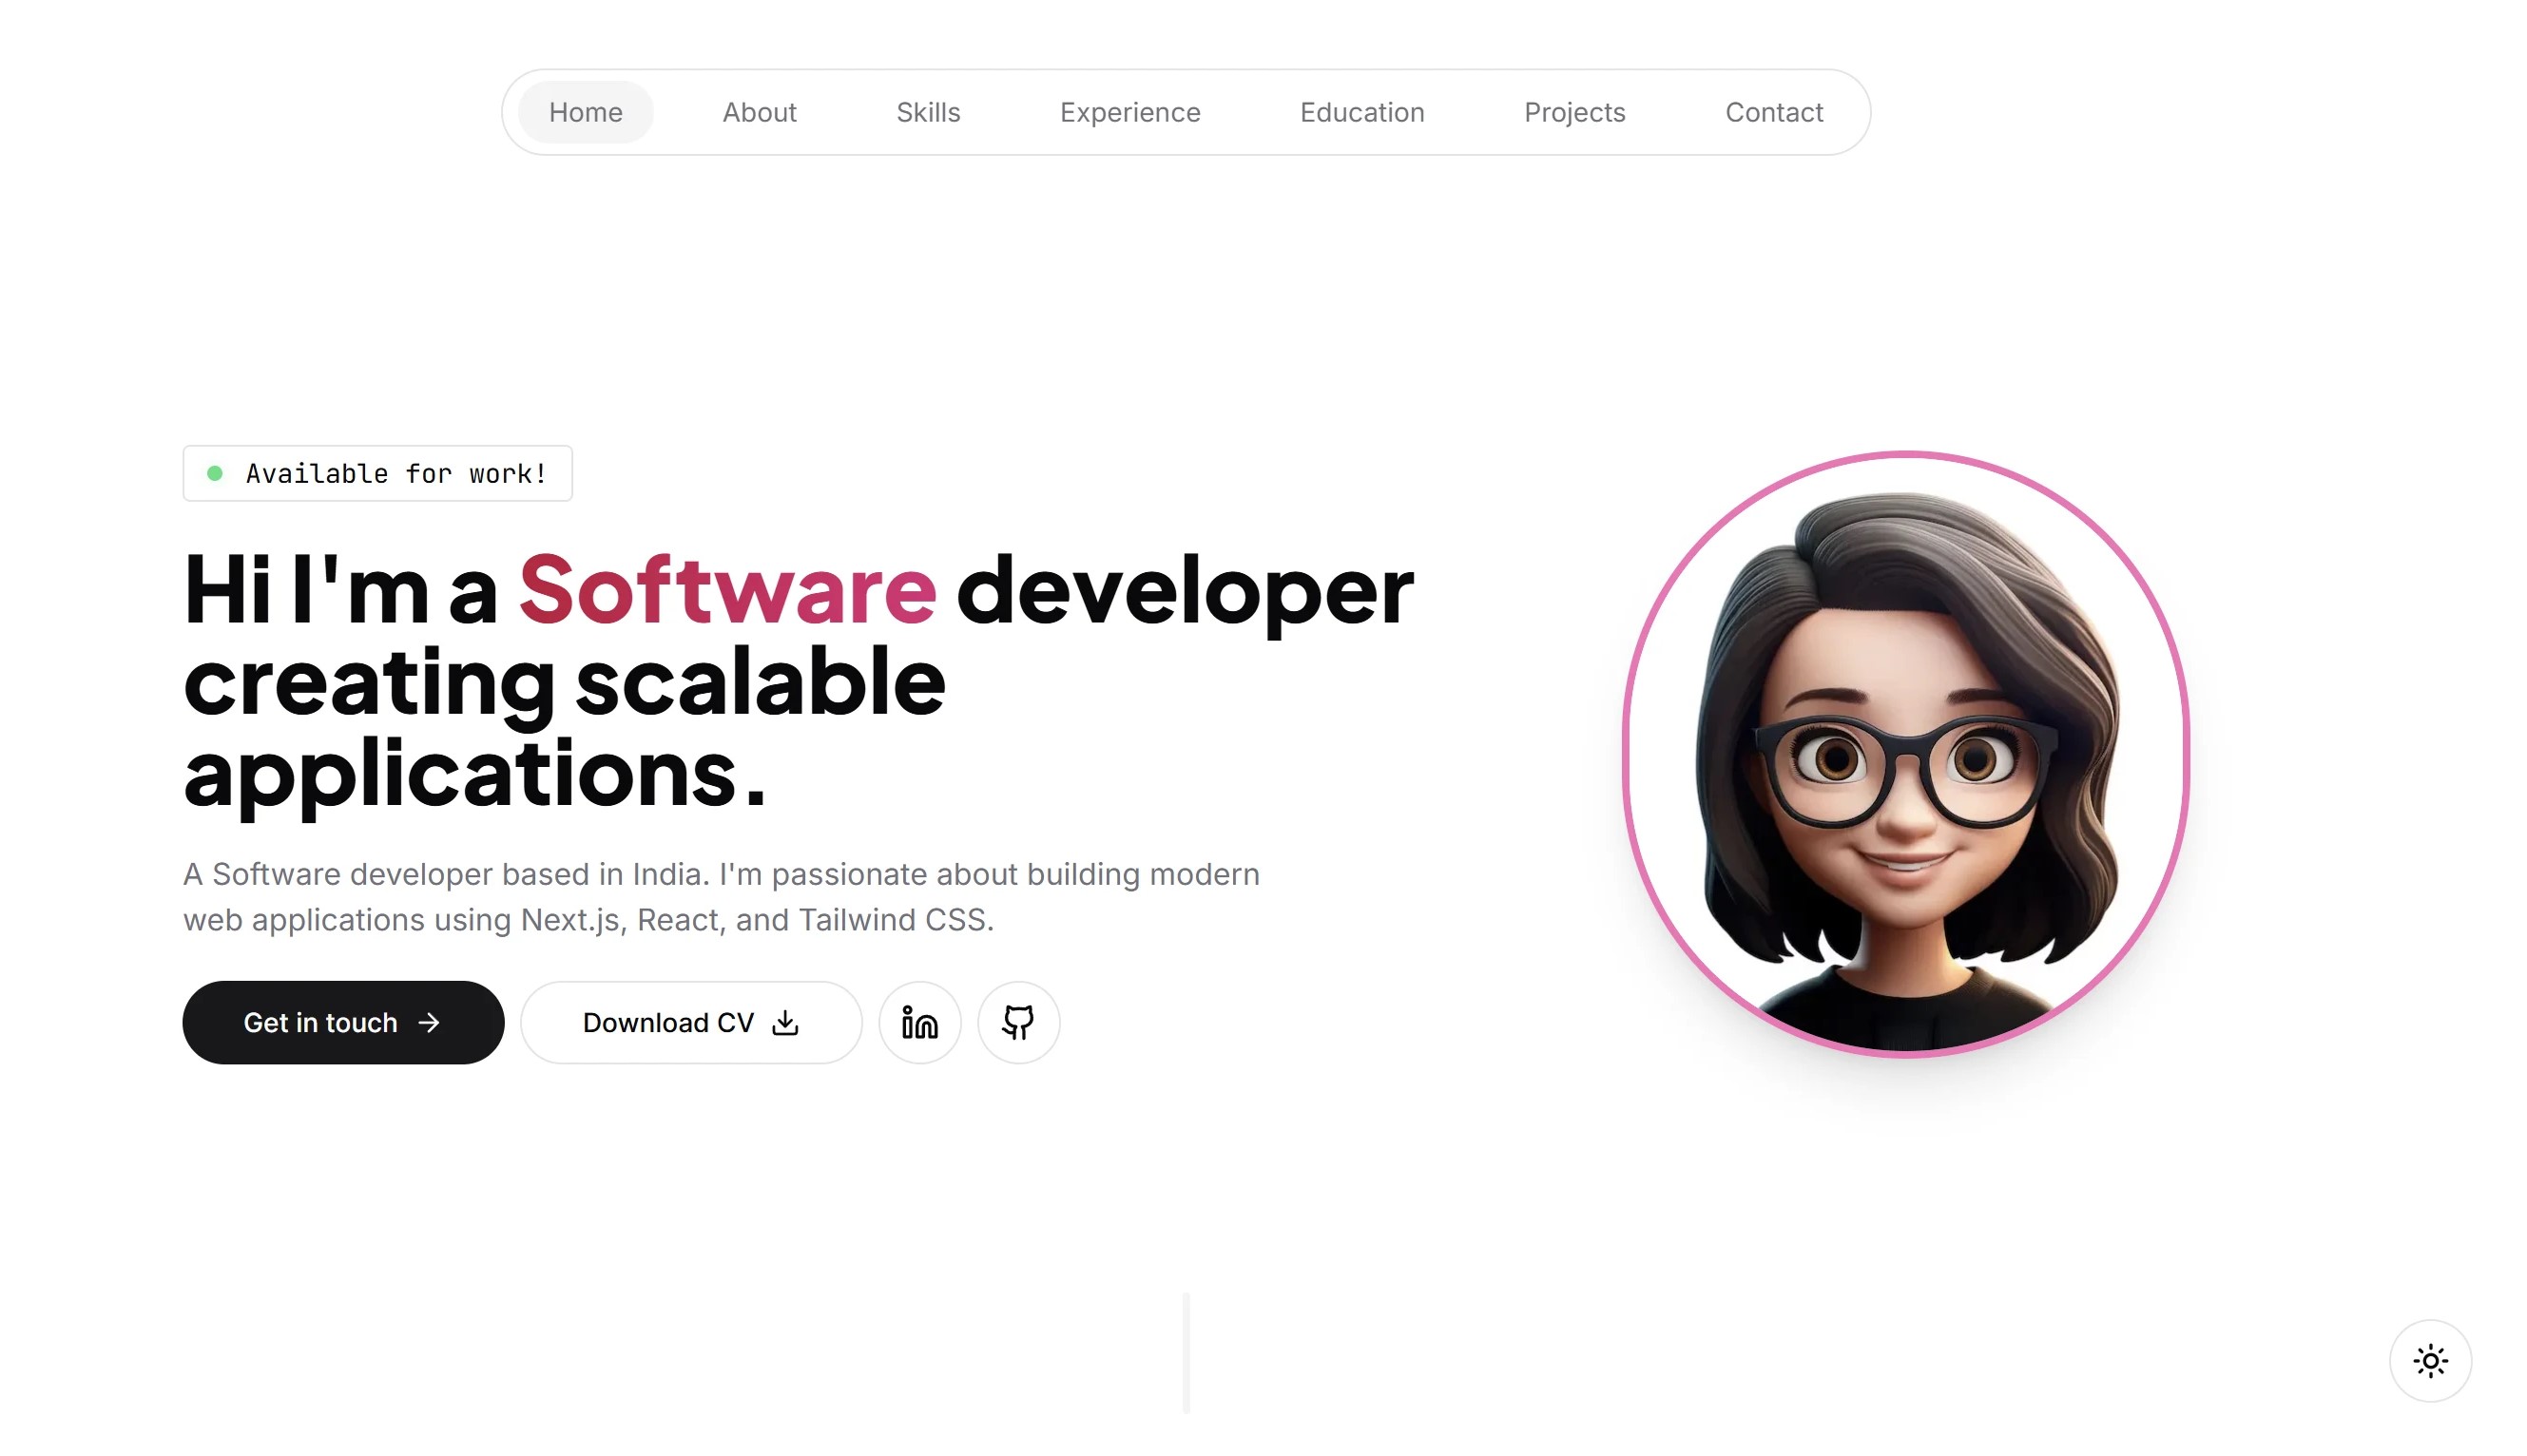 Home About Skills Experience Education Projects Contact
Available for work!
Hi I'm a Software developer
creating scalable
applications.
A Software developer based in India. I'm passionate about building modern
web applications using Next.js, React, and Tailwind CSS.
Get in touch Download CV in